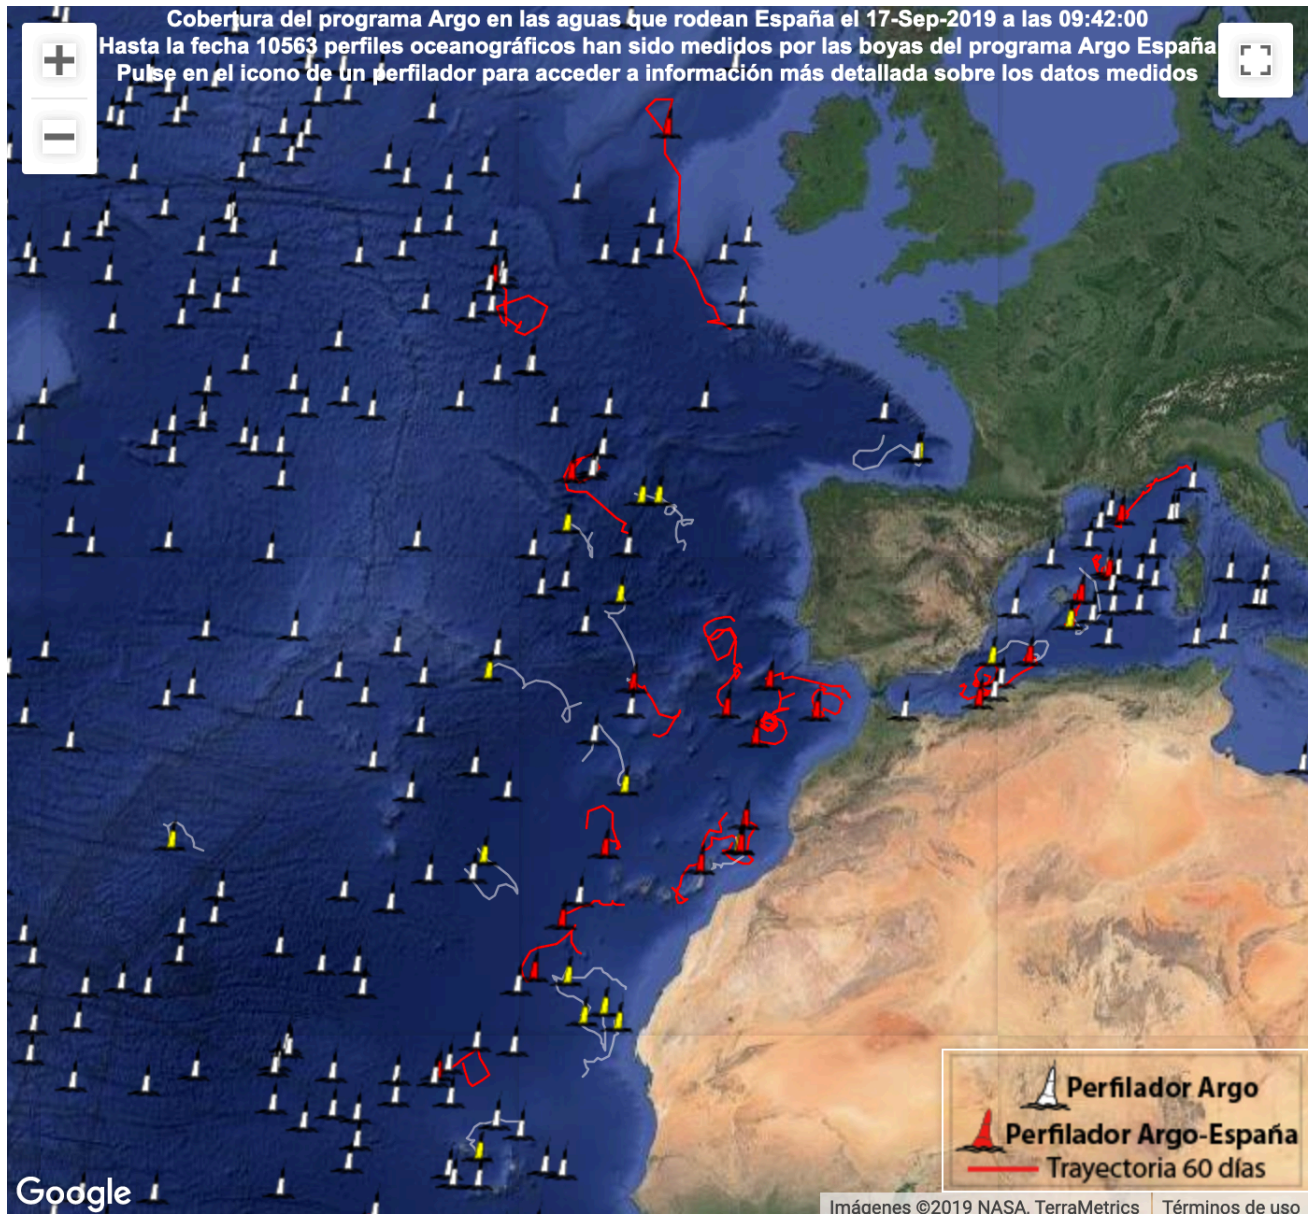 Cobertura del programa Argo en las aguas que rodean España el 17-Sep-2019 a las 09:42:00
Hasta la fecha 10563 perfiles oceanográficos han sido medidos por las boyas del programa Argo España
Pulse en el icono de un perfilador para acceder a información más detallada sobre los datos medidos
Perfilador Argo
Perfilador Argo-España
Trayectoria 60 días
Google
Imágenes ©2019 NASA, TerraMetrics
Términos de uso